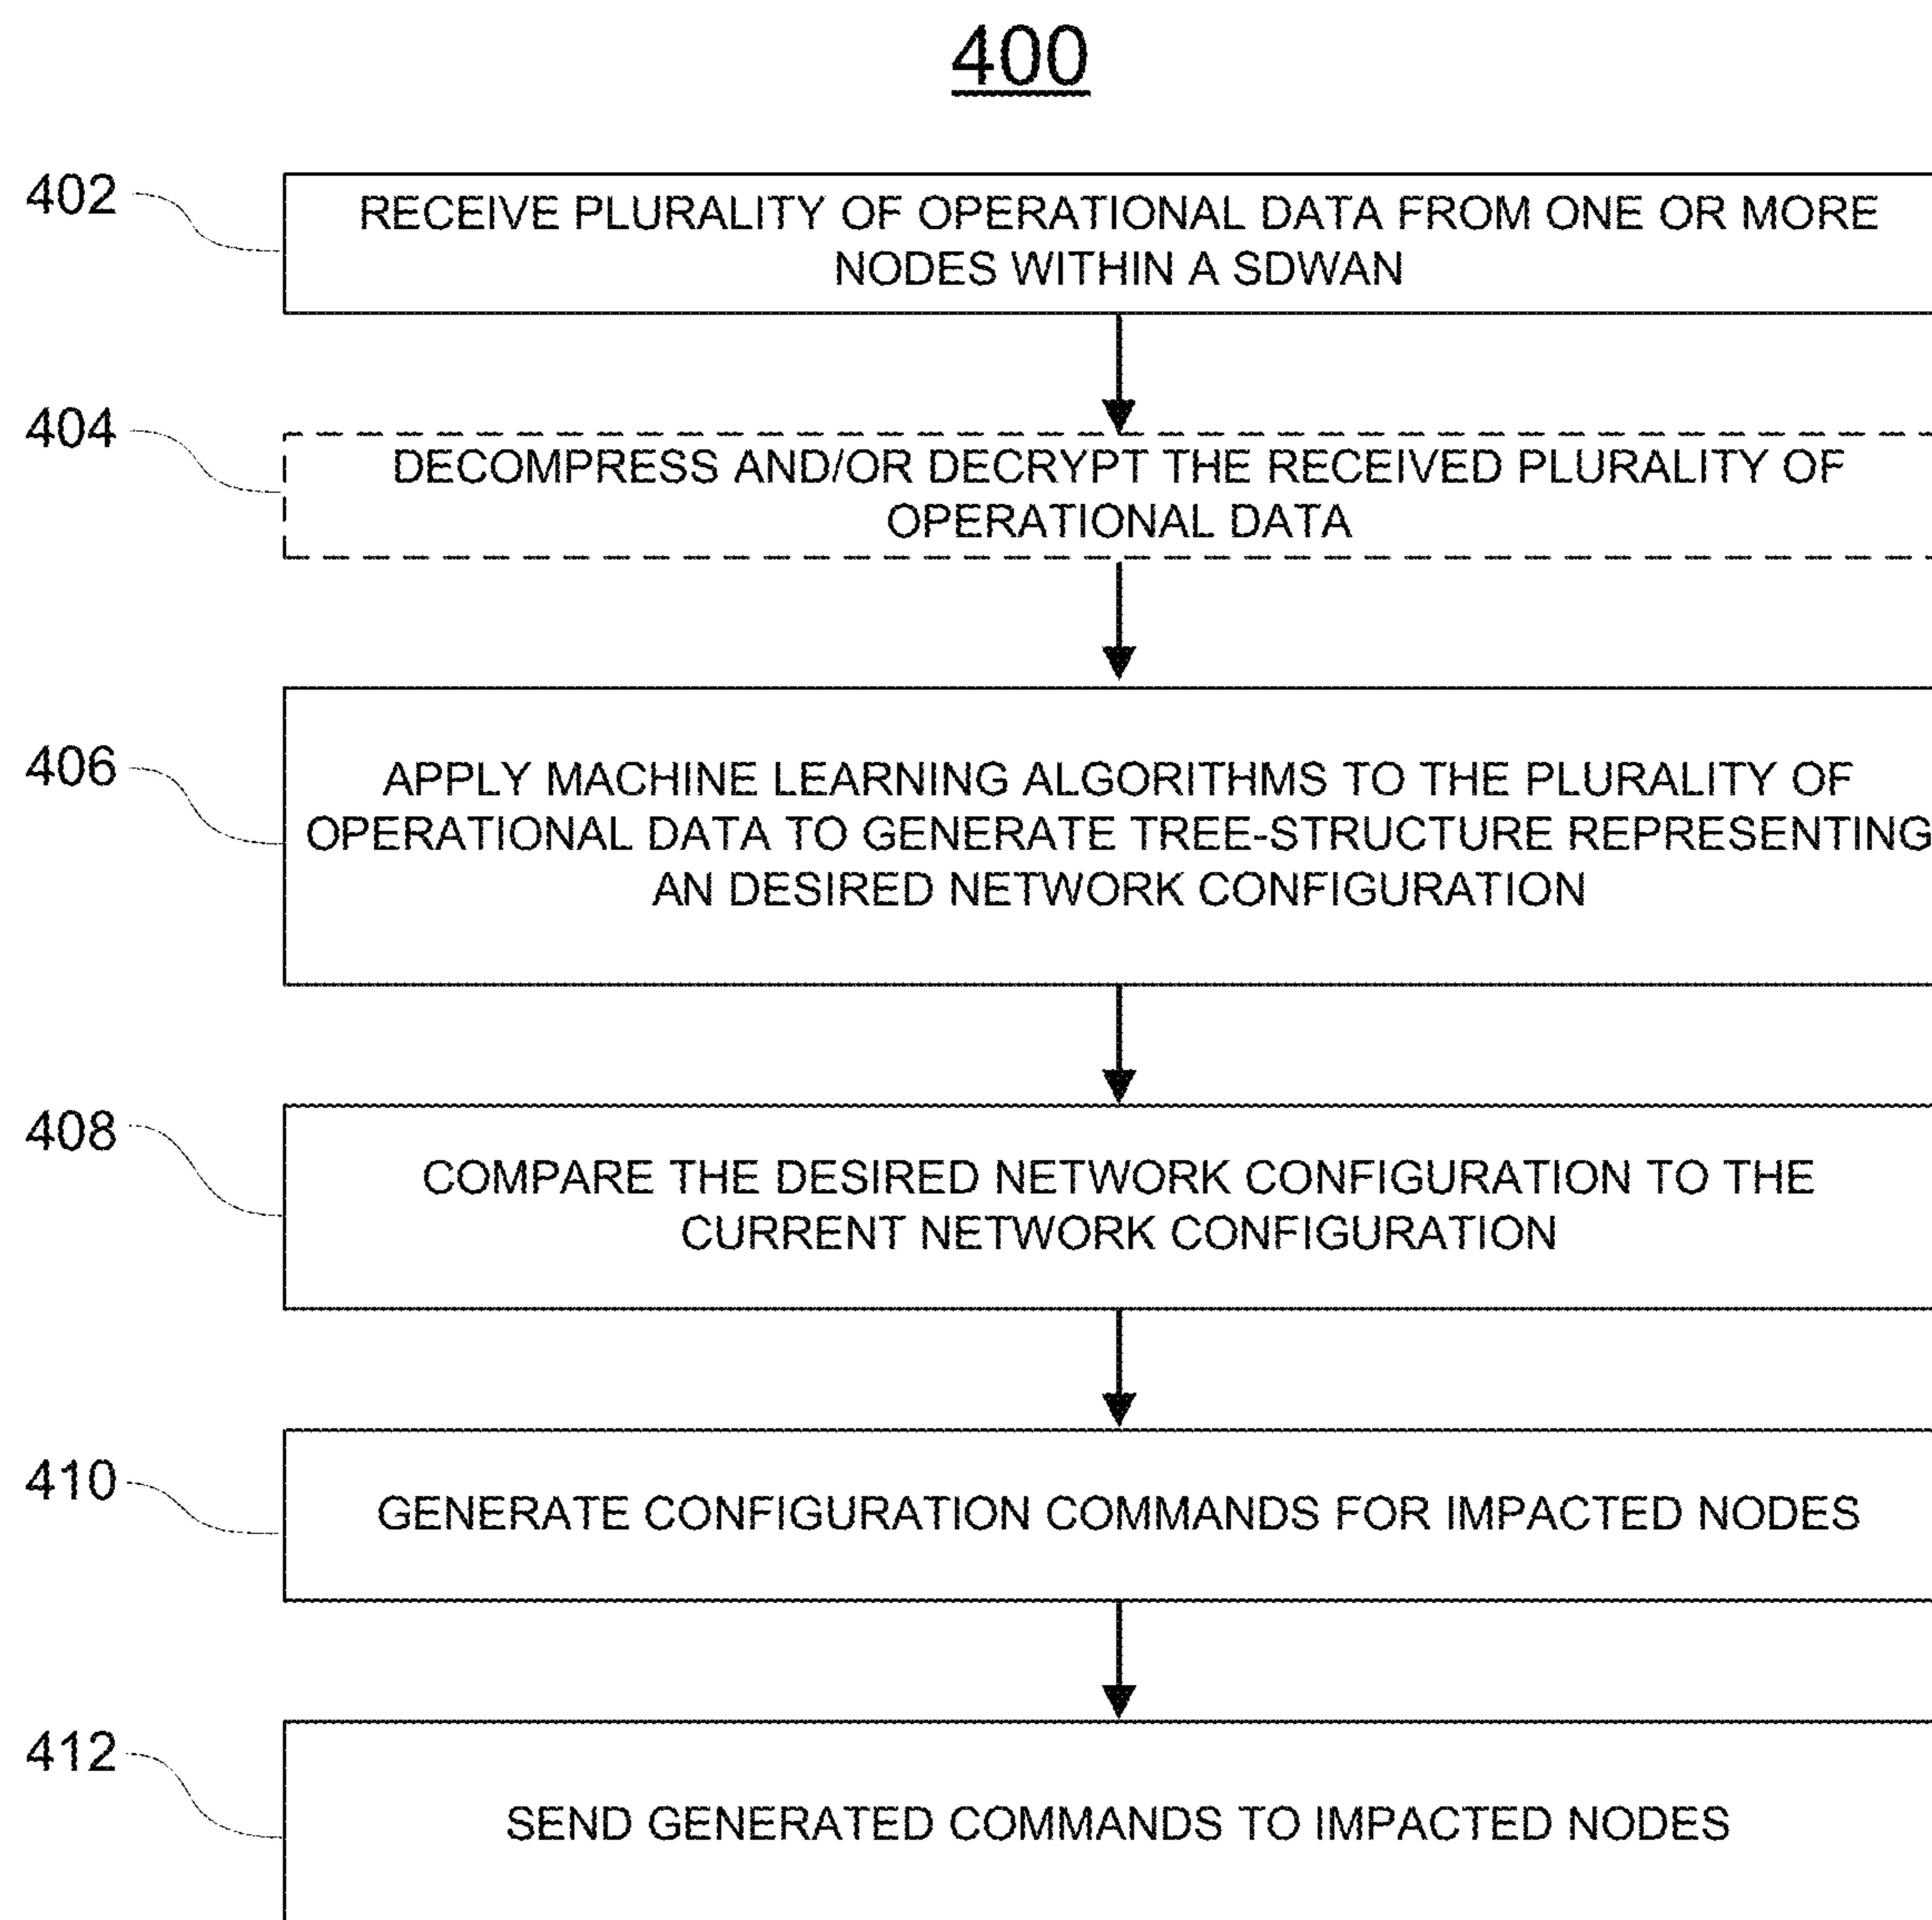 400
402
RECEIVE PLURALITY OF OPERATIONAL DATA FROM ONE OR MORE
NODES WITHIN A SDWAN
404
DECOMPRESS AND/OR DECRYPT THE RECEIVED PLURALITY OF
OPERATIONAL DATA
406
APPLY MACHINE LEARNING ALGORITHMS TO THE PLURALITY OF
OPERATIONAL DATA TO GENERATE TREE-STRUCTURE REPRESENTING
AN DESIRED NETWORK CONFIGURATION
408
COMPARE THE DESIRED NETWORK CONFIGURATION TO THE
CURRENT NETWORK CONFIGURATION
410
GENERATE CONFIGURATION COMMANDS FOR IMPACTED NODES
412
SEND GENERATED COMMANDS TO IMPACTED NODES